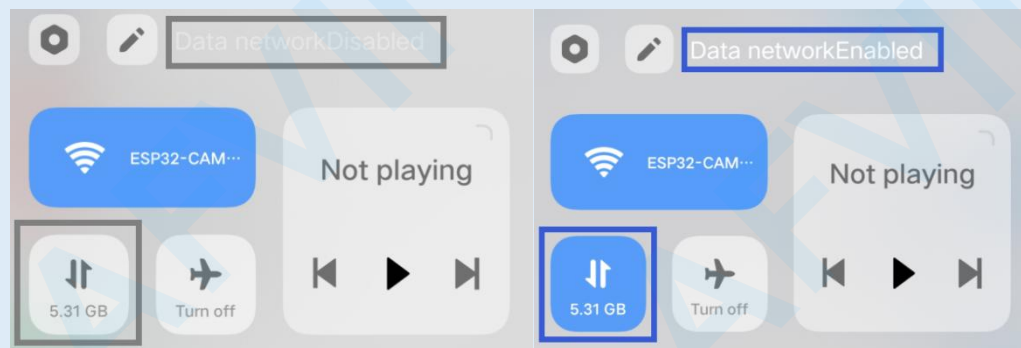 Data networkDisabled
ESP32-CAM···
Not playing
5.31 GB
Turn off
Data networkEnabled
ESP32-CAM···
Not playing
5.31 GB
Turn off